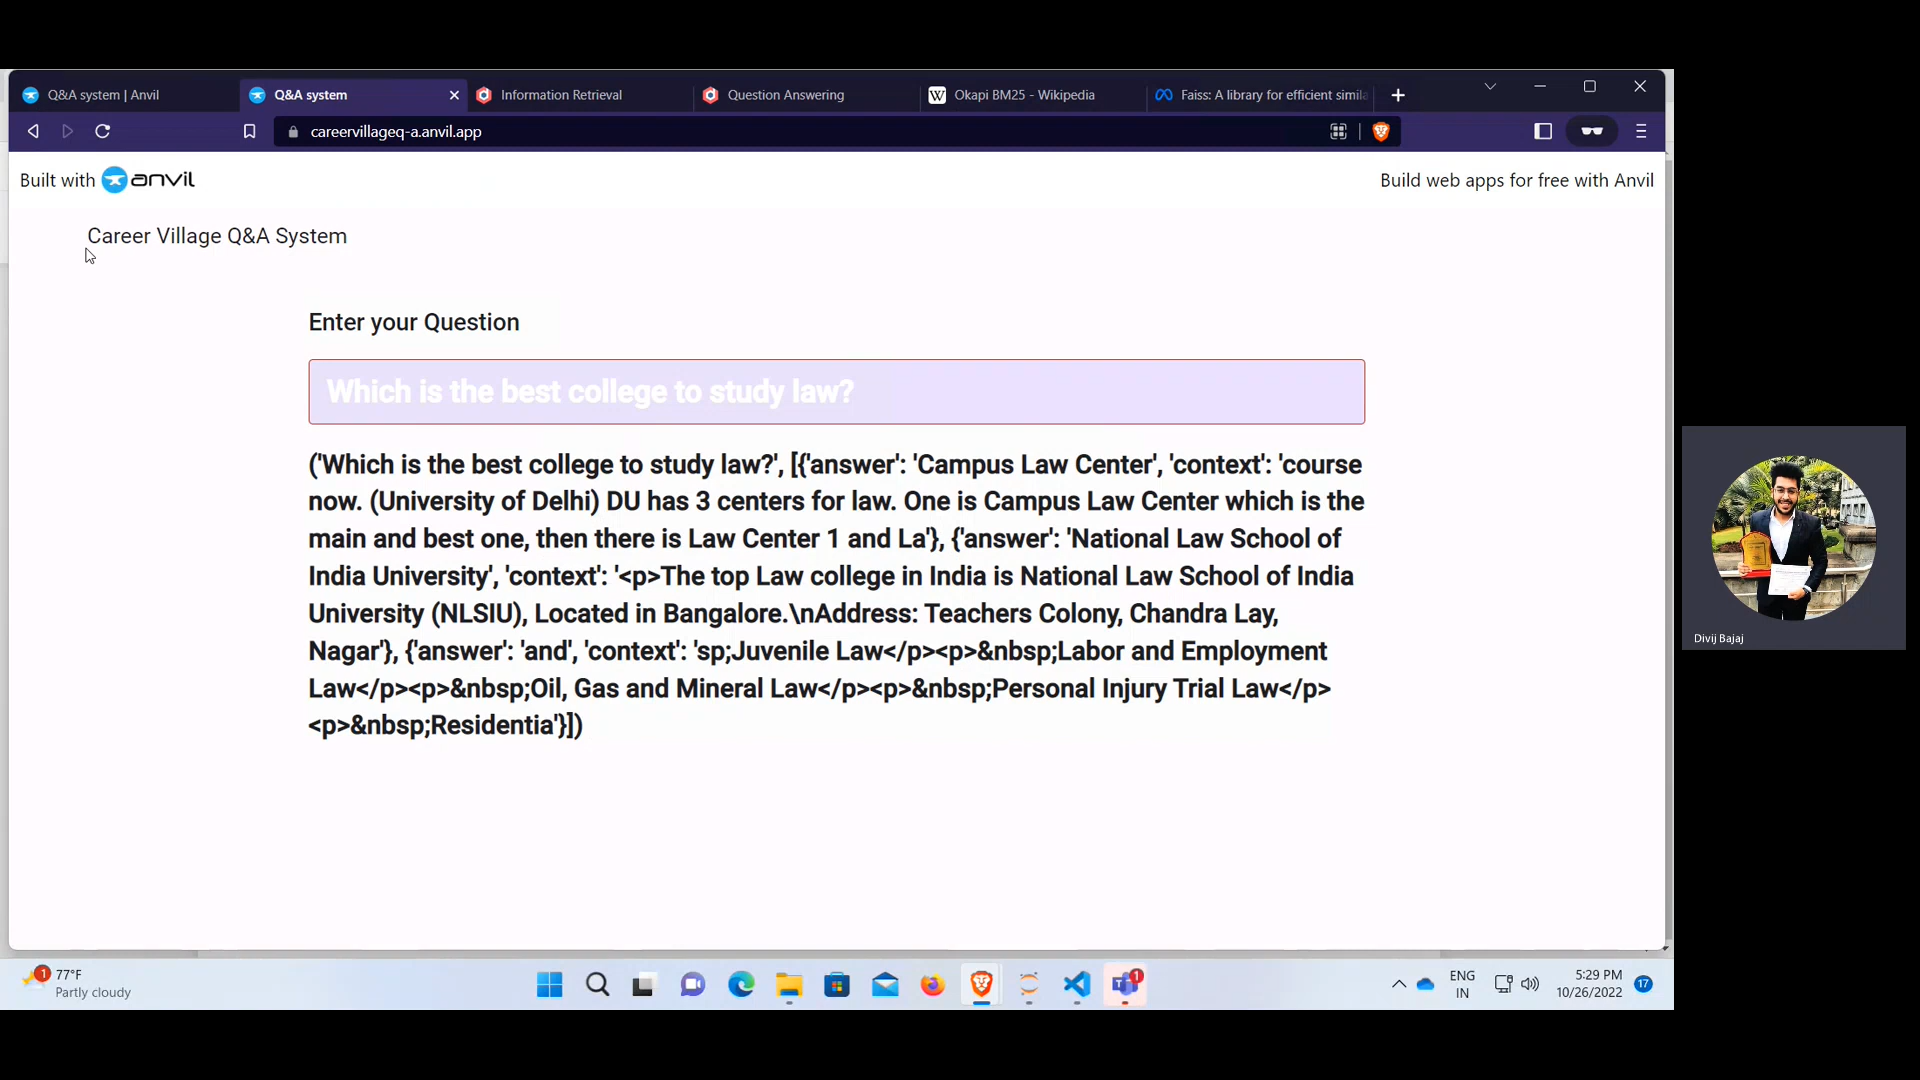 Q&A system | Anvil
Q&A system
Information Retrieval
Question Answering
Okapi BM25 - Wikipedia
Faiss: A library for efficient simila
careervillageq-a.anvil.app
Built with anvil
Build web apps for free with Anvil
Career Village Q&A System
Enter your Question
Which is the best college to study law?
('Which is the best college to study law?', [{'answer': 'Campus Law Center', 'context': 'course
now. (University of Delhi) DU has 3 centers for law. One is Campus Law Center which is the
main and best one, then there is Law Center 1 and La'}, {'answer': 'National Law School of
India University', 'context': '<p>The top Law college in India is National Law School of India
University (NLSIU), Located in Bangalore.\nAddress: Teachers Colony, Chandra Lay,
Nagar'}, {'answer': 'and', 'context': 'sp;Juvenile Law</p><p>&nbsp;Labor and Employment
Law</p><p>&nbsp;Oil, Gas and Mineral Law</p><p>&nbsp;Personal Injury Trial Law</p>
<p>&nbsp;Residentia'}])
Divij Bajaj
1
77°F
Partly cloudy
1
ENG
IN
5:29 PM
10/26/2022
17